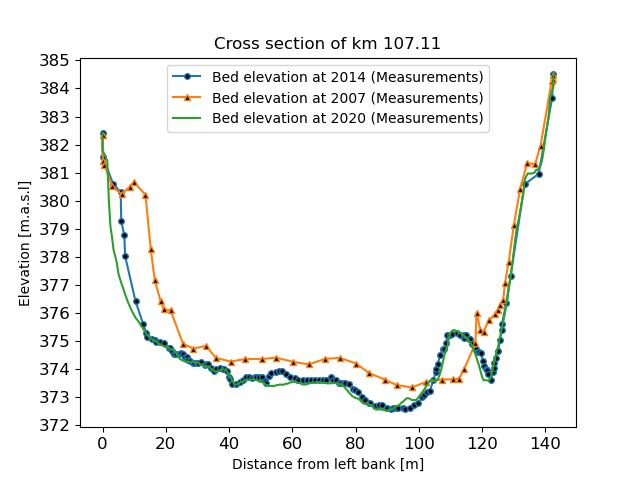 Cross section of km 107.11
Bed elevation at 2014 (Measurements)
Bed elevation at 2007 (Measurements)
Bed elevation at 2020 (Measurements)
Elevation [m.a.s.l]
385
384
383
382
381
380
379
378
377
376
375
374
373
372
0 20 40 60 80 100 120 140
Distance from left bank [m]